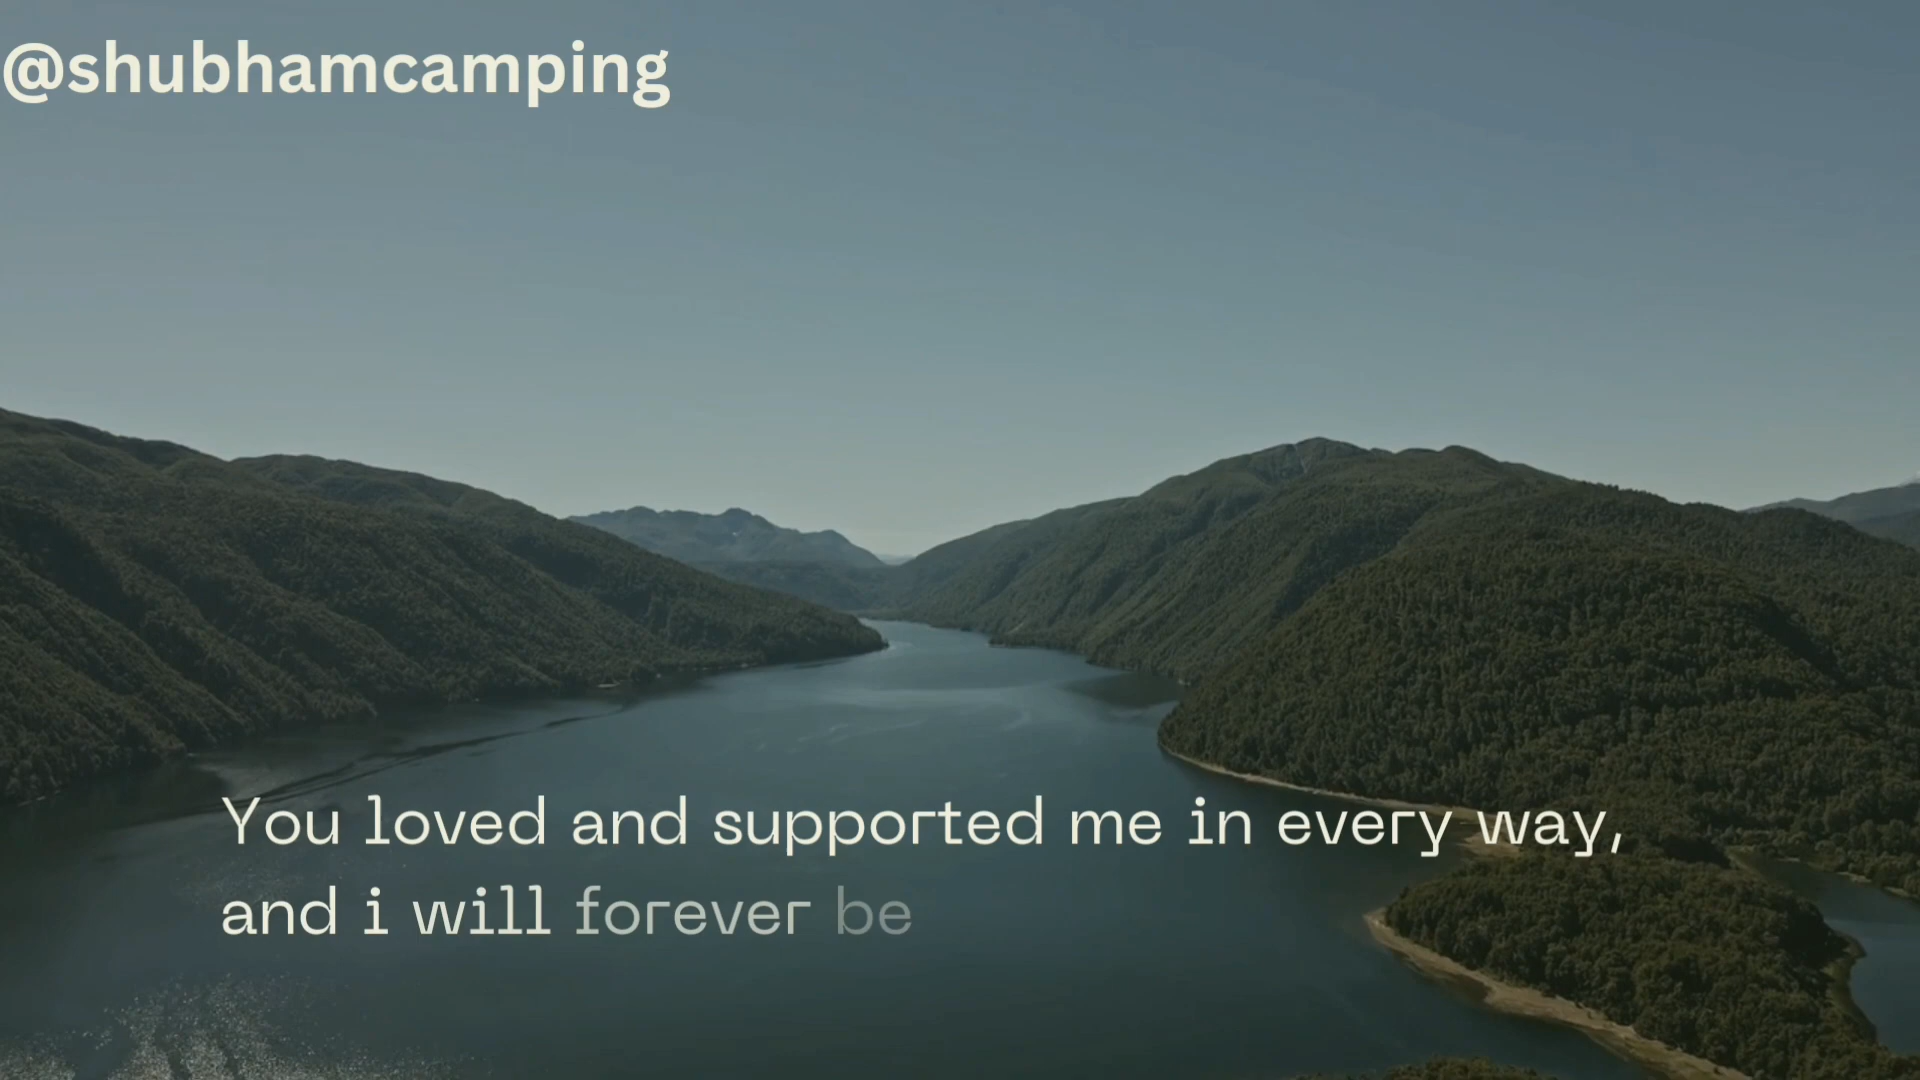 @shubhamcamping
You loved and supported me in every way,
and i will forever be